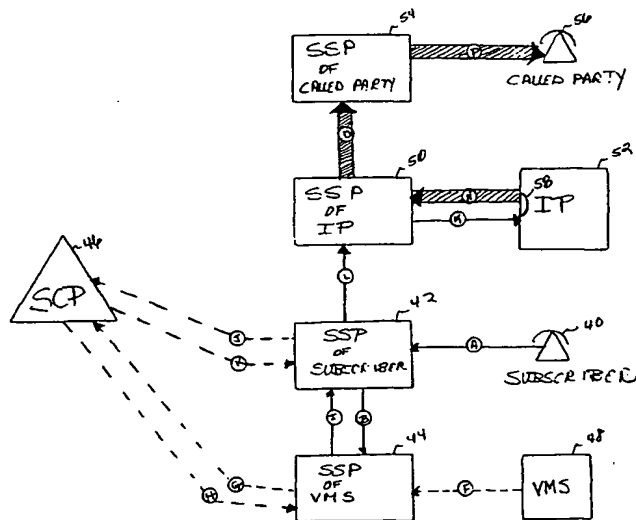 54
SSP
OF
CALLED PARTY
P
56
CALLED PARTY
O
50
SSP
OF
IP
N
M
58
IP
52
L
46
SCP
J
K
42
SSP
OF
SUBSCRIBER
A
40
SUBSCRIBER
I
B
G
H
44
SSP
OF
VMS
F
48
VMS